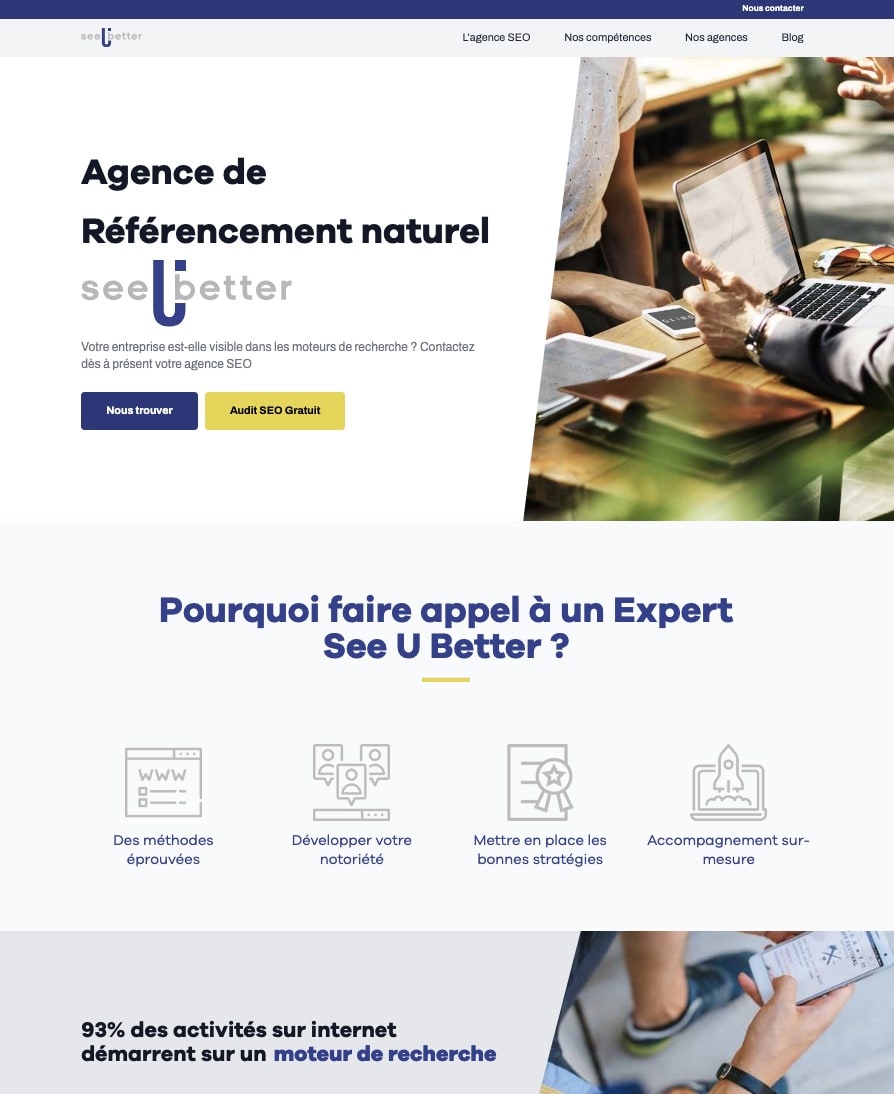 Nous contacter
see U better
L'agence SEO
Nos compétences
Nos agences
Blog
Agence de
Référencement naturel
see U better
Votre entreprise est-elle visible dans les moteurs de recherche ? Contactez
dès à présent votre agence SEO
Nous trouver
Audit SEO Gratuit
Pourquoi faire appel à un Expert
See U Better ?
WWW
Des méthodes
éprouvées
Développer votre
notoriété
Mettre en place les
bonnes stratégies
Accompagnement sur-
mesure
93% des activités sur internet
démarrent sur un moteur de recherche